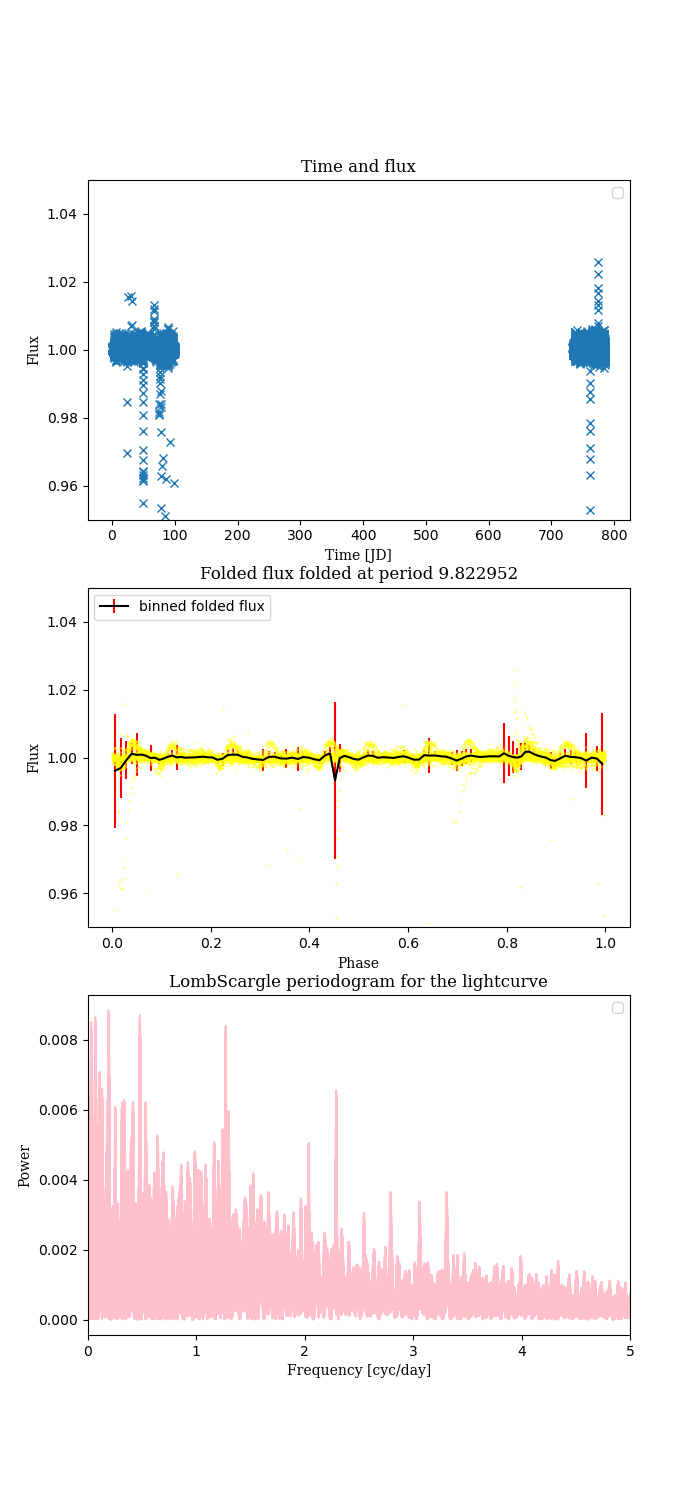 Time and flux
1.04
1.02
1.00
0.98
0.96
Flux
0 100 200 300 400 500 600 700 800
Time [JD]
Folded flux folded at period 9.822952
binned folded flux
1.04
1.02
1.00
0.98
0.96
Flux
0.0 0.2 0.4 0.6 0.8 1.0
Phase
LombScargle periodogram for the lightcurve
0.008
0.006
0.004
0.002
0.000
Power
0 1 2 3 4 5
Frequency [cyc/day]